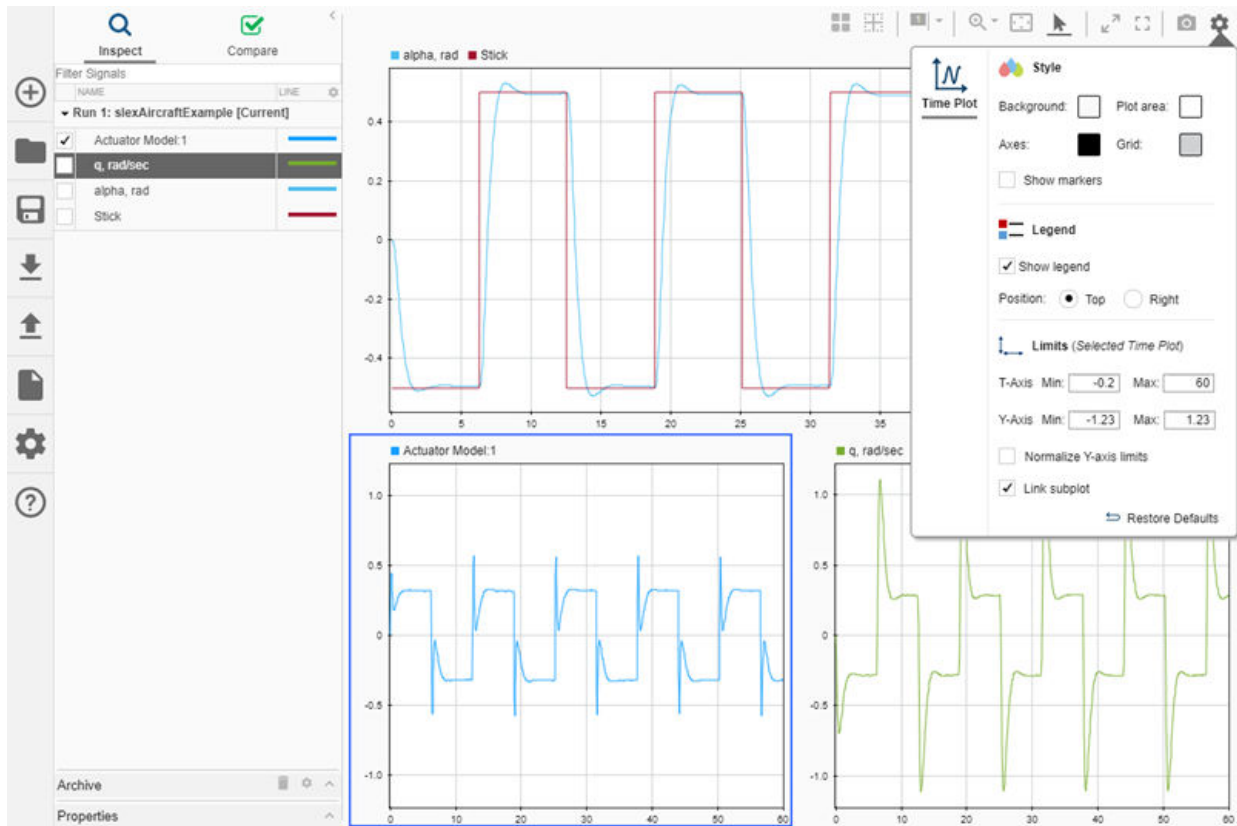 Inspect
Compare
Filter Signals
NAME
LINE
Run 1: slexAircraftExample [Current]
Actuator Model:1
q, rad/sec
alpha, rad
Stick
Archive
Properties
alpha, rad
Stick
0.4
0.2
0
-0.2
-0.4
0 5 10 15 20 25 30 35
Actuator Model:1
1.0
0.5
0
-0.5
-1.0
0 10 20 30 40 50 60
q, rad/sec
1.0
0.5
0
-0.5
-1.0
0 10 20 30 40 50 60
Time Plot
Style
Background: Plot area:
Axes: Grid:
Show markers
Legend
Show legend
Position: Top Right
Limits (Selected Time Plot)
T-Axis Min: -0.2 Max: 60
Y-Axis Min: -1.23 Max: 1.23
Normalize Y-axis limits
Link subplot
Restore Defaults